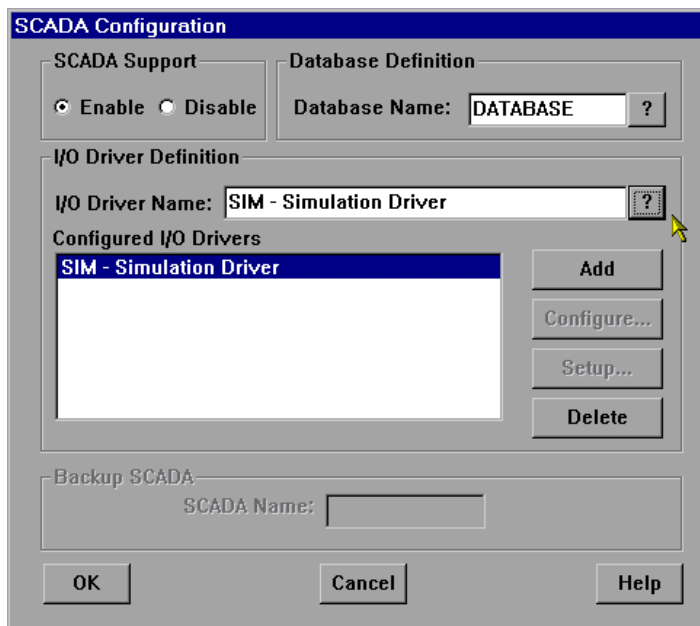 SCADA Configuration
SCADA Support
Database Definition
Enable Disable
Database Name: DATABASE ?
I/O Driver Definition
I/O Driver Name: SIM - Simulation Driver ?
Configured I/O Drivers
SIM - Simulation Driver
Add
Configure...
Setup...
Delete
Backup SCADA
SCADA Name:
OK Cancel Help